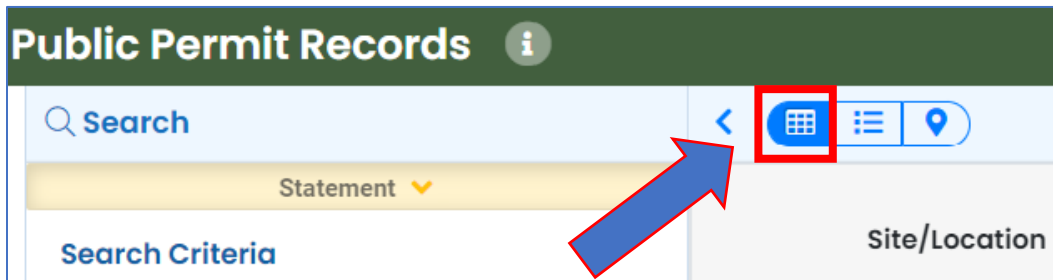 Public Permit Records i
Search
Statement
Search Criteria
Site/Location